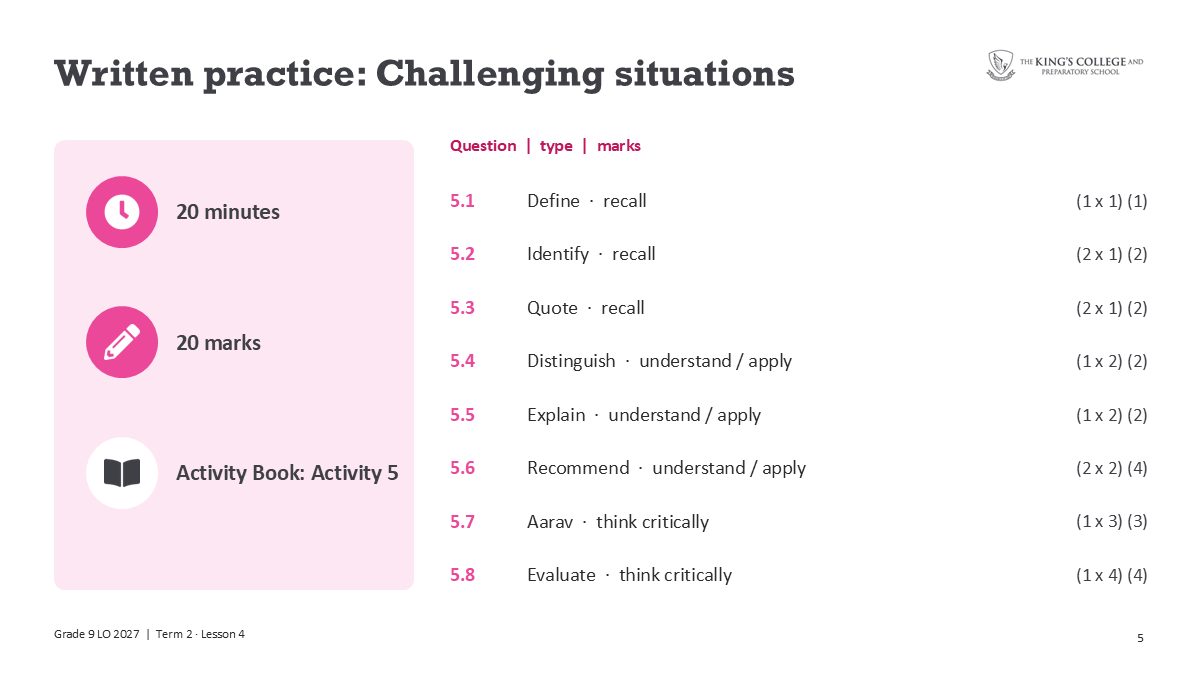 Written practice: Challenging situations
THE KING'S COLLEGE AND
PREPARATORY SCHOOL
20 minutes
20 marks
Activity Book: Activity 5
Question | type | marks
5.1 Define · recall (1 x 1) (1)
5.2 Identify · recall (2 x 1) (2)
5.3 Quote · recall (2 x 1) (2)
5.4 Distinguish · understand / apply (1 x 2) (2)
5.5 Explain · understand / apply (1 x 2) (2)
5.6 Recommend · understand / apply (2 x 2) (4)
5.7 Aarav · think critically (1 x 3) (3)
5.8 Evaluate · think critically (1 x 4) (4)
Grade 9 LO 2027 | Term 2 · Lesson 4
5